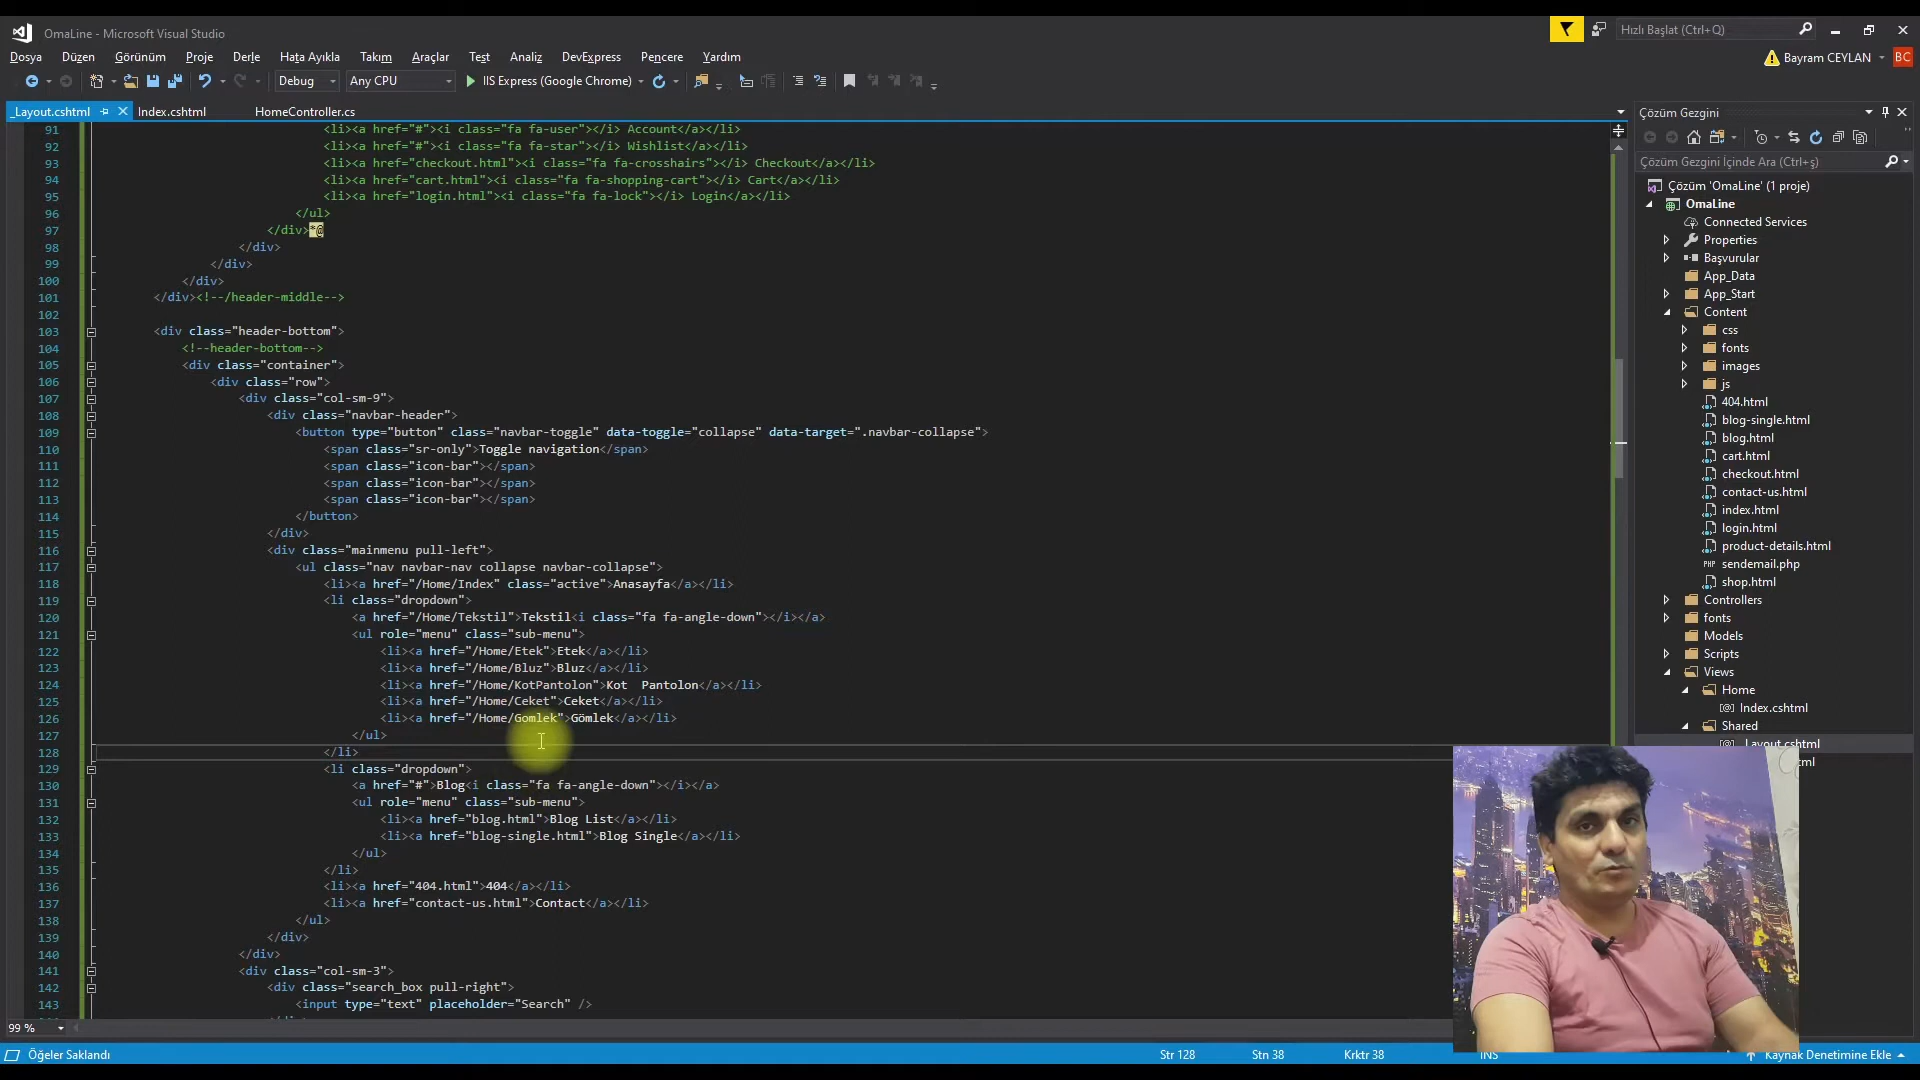 OmaLine - Microsoft Visual Studio
Hızlı Başlat (Ctrl+Q)
Dosya Düzen Görünüm Proje Derle Hata Ayıkla Takım Araçlar Test Analiz DevExpress Pencere Yardım
Bayram CEYLAN BC
Debug Any CPU IIS Express (Google Chrome)
_Layout.cshtml Index.cshtml HomeController.cs
91 <li><a href="#"><i class="fa fa-user"></i> Account</a></li>
92 <li><a href="#"><i class="fa fa-star"></i> Wishlist</a></li>
93 <li><a href="checkout.html"><i class="fa fa-crosshairs"></i> Checkout</a></li>
94 <li><a href="cart.html"><i class="fa fa-shopping-cart"></i> Cart</a></li>
95 <li><a href="login.html"><i class="fa fa-lock"></i> Login</a></li>
96 </ul>
97 </div>*@
98 </div>
99 </div>
100 </div>
101 </div><!--/header-middle-->
102
103 <div class="header-bottom">
104 <!--header-bottom-->
105 <div class="container">
106 <div class="row">
107 <div class="col-sm-9">
108 <div class="navbar-header">
109 <button type="button" class="navbar-toggle" data-toggle="collapse" data-target=".navbar-collapse">
110 <span class="sr-only">Toggle navigation</span>
111 <span class="icon-bar"></span>
112 <span class="icon-bar"></span>
113 <span class="icon-bar"></span>
114 </button>
115 </div>
116 <div class="mainmenu pull-left">
117 <ul class="nav navbar-nav collapse navbar-collapse">
118 <li><a href="/Home/Index" class="active">Anasayfa</a></li>
119 <li class="dropdown">
120 <a href="/Home/Tekstil">Tekstil<i class="fa fa-angle-down"></i></a>
121 <ul role="menu" class="sub-menu">
122 <li><a href="/Home/Etek">Etek</a></li>
123 <li><a href="/Home/Bluz">Bluz</a></li>
124 <li><a href="/Home/KotPantolon">Kot  Pantolon</a></li>
125 <li><a href="/Home/Ceket">Ceket</a></li>
126 <li><a href="/Home/Gomlek">Gömlek</a></li>
127 </ul>
128 </li>
129 <li class="dropdown">
130 <a href="#">Blog<i class="fa fa-angle-down"></i></a>
131 <ul role="menu" class="sub-menu">
132 <li><a href="blog.html">Blog List</a></li>
133 <li><a href="blog-single.html">Blog Single</a></li>
134 </ul>
135 </li>
136 <li><a href="404.html">404</a></li>
137 <li><a href="contact-us.html">Contact</a></li>
138 </ul>
139 </div>
140 </div>
141 <div class="col-sm-3">
142 <div class="search_box pull-right">
143 <input type="text" placeholder="Search" />
99 %
Çözüm Gezgini
Çözüm Gezgini İçinde Ara (Ctrl+ş)
Çözüm 'OmaLine' (1 proje)
OmaLine
Connected Services
Properties
Başvurular
App_Data
App_Start
Content
css
fonts
images
js
404.html
blog-single.html
blog.html
cart.html
checkout.html
contact-us.html
index.html
login.html
product-details.html
sendemail.php
shop.html
Controllers
fonts
Models
Scripts
Views
Home
Index.cshtml
Shared
_Layout.cshtml
Öğeler Saklandı Str 128 Stn 38 Krktr 38 INS Kaynak Denetimine Ekle